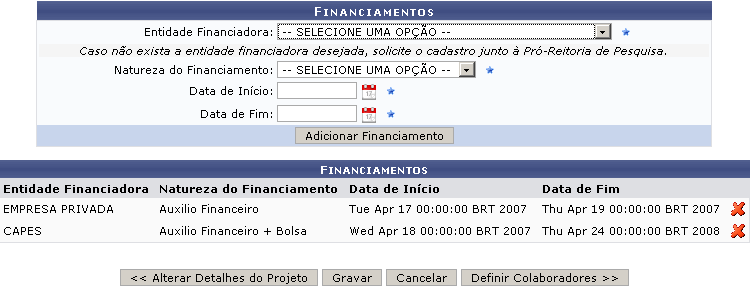 FINANCIAMENTOS
Entidade Financiadora: -- SELECIONE UMA OPÇÃO --
Caso não exista a entidade financiadora desejada, solicite o cadastro junto à Pró-Reitoria de Pesquisa.
Natureza do Financiamento: -- SELECIONE UMA OPÇÃO --
Data de Início:
Data de Fim:
Adicionar Financiamento
FINANCIAMENTOS
Entidade Financiadora Natureza do Financiamento Data de Início Data de Fim
EMPRESA PRIVADA Auxilio Financeiro Tue Apr 17 00:00:00 BRT 2007 Thu Apr 19 00:00:00 BRT 2007
CAPES Auxilio Financeiro + Bolsa Wed Apr 18 00:00:00 BRT 2007 Thu Apr 24 00:00:00 BRT 2008
<< Alterar Detalhes do Projeto Gravar Cancelar Definir Colaboradores >>